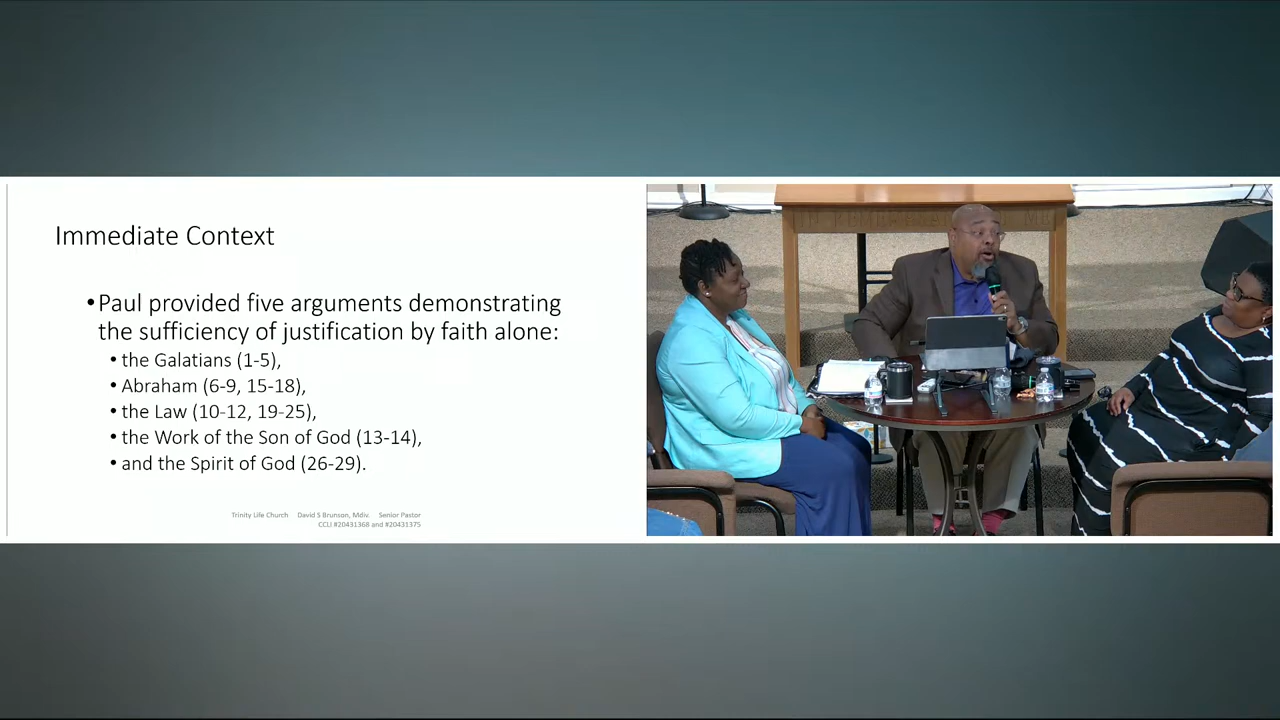 Immediate Context
•Paul provided five arguments demonstrating
the sufficiency of justification by faith alone:
• the Galatians (1-5),
• Abraham (6-9, 15-18),
• the Law (10-12, 19-25),
• the Work of the Son of God (13-14),
• and the Spirit of God (26-29).
Trinity Life Church David S Brunson, Mdiv. Senior Pastor
CCLI #20431368 and #20431375